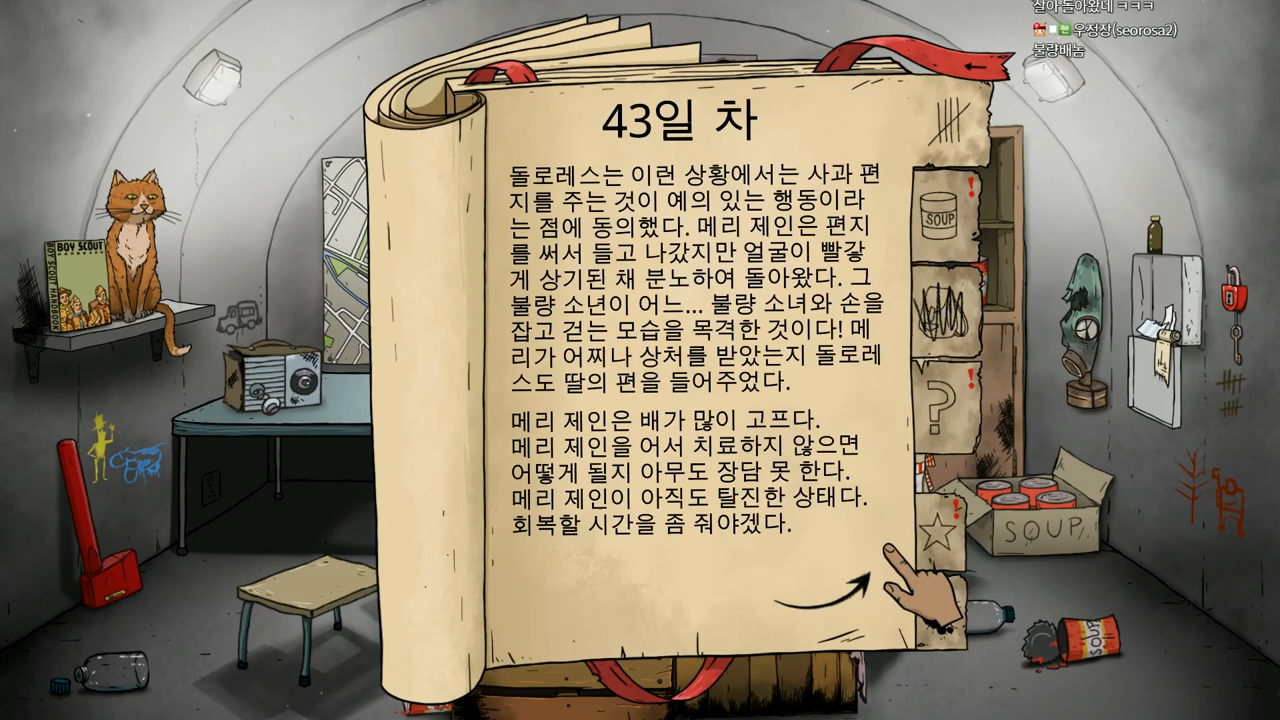 살아 돌아왔네 ㅋㅋㅋ
우정상(seorosa2)
불량배놈
43일 차
돌로레스는 이런 상황에서는 사과 편
지를 주는 것이 예의 있는 행동이라
는 점에 동의했다. 메리 제인은 편지
를 써서 들고 나갔지만 얼굴이 빨갛
게 상기된 채 분노하여 돌아왔다. 그
불량 소년이 어느... 불량 소녀와 손을
잡고 걷는 모습을 목격한 것이다! 메
리가 어찌나 상처를 받았는지 돌로레
스도 딸의 편을 들어주었다.
메리 제인은 배가 많이 고프다.
메리 제인을 어서 치료하지 않으면
어떻게 될지 아무도 장담 못 한다.
메리 제인이 아직도 탈진한 상태다.
회복할 시간을 좀 줘야겠다.
SOUP
!
?
!
!
BOY SCOUT
BOY SCOUT HANDBOOK
SOUP
SOUP